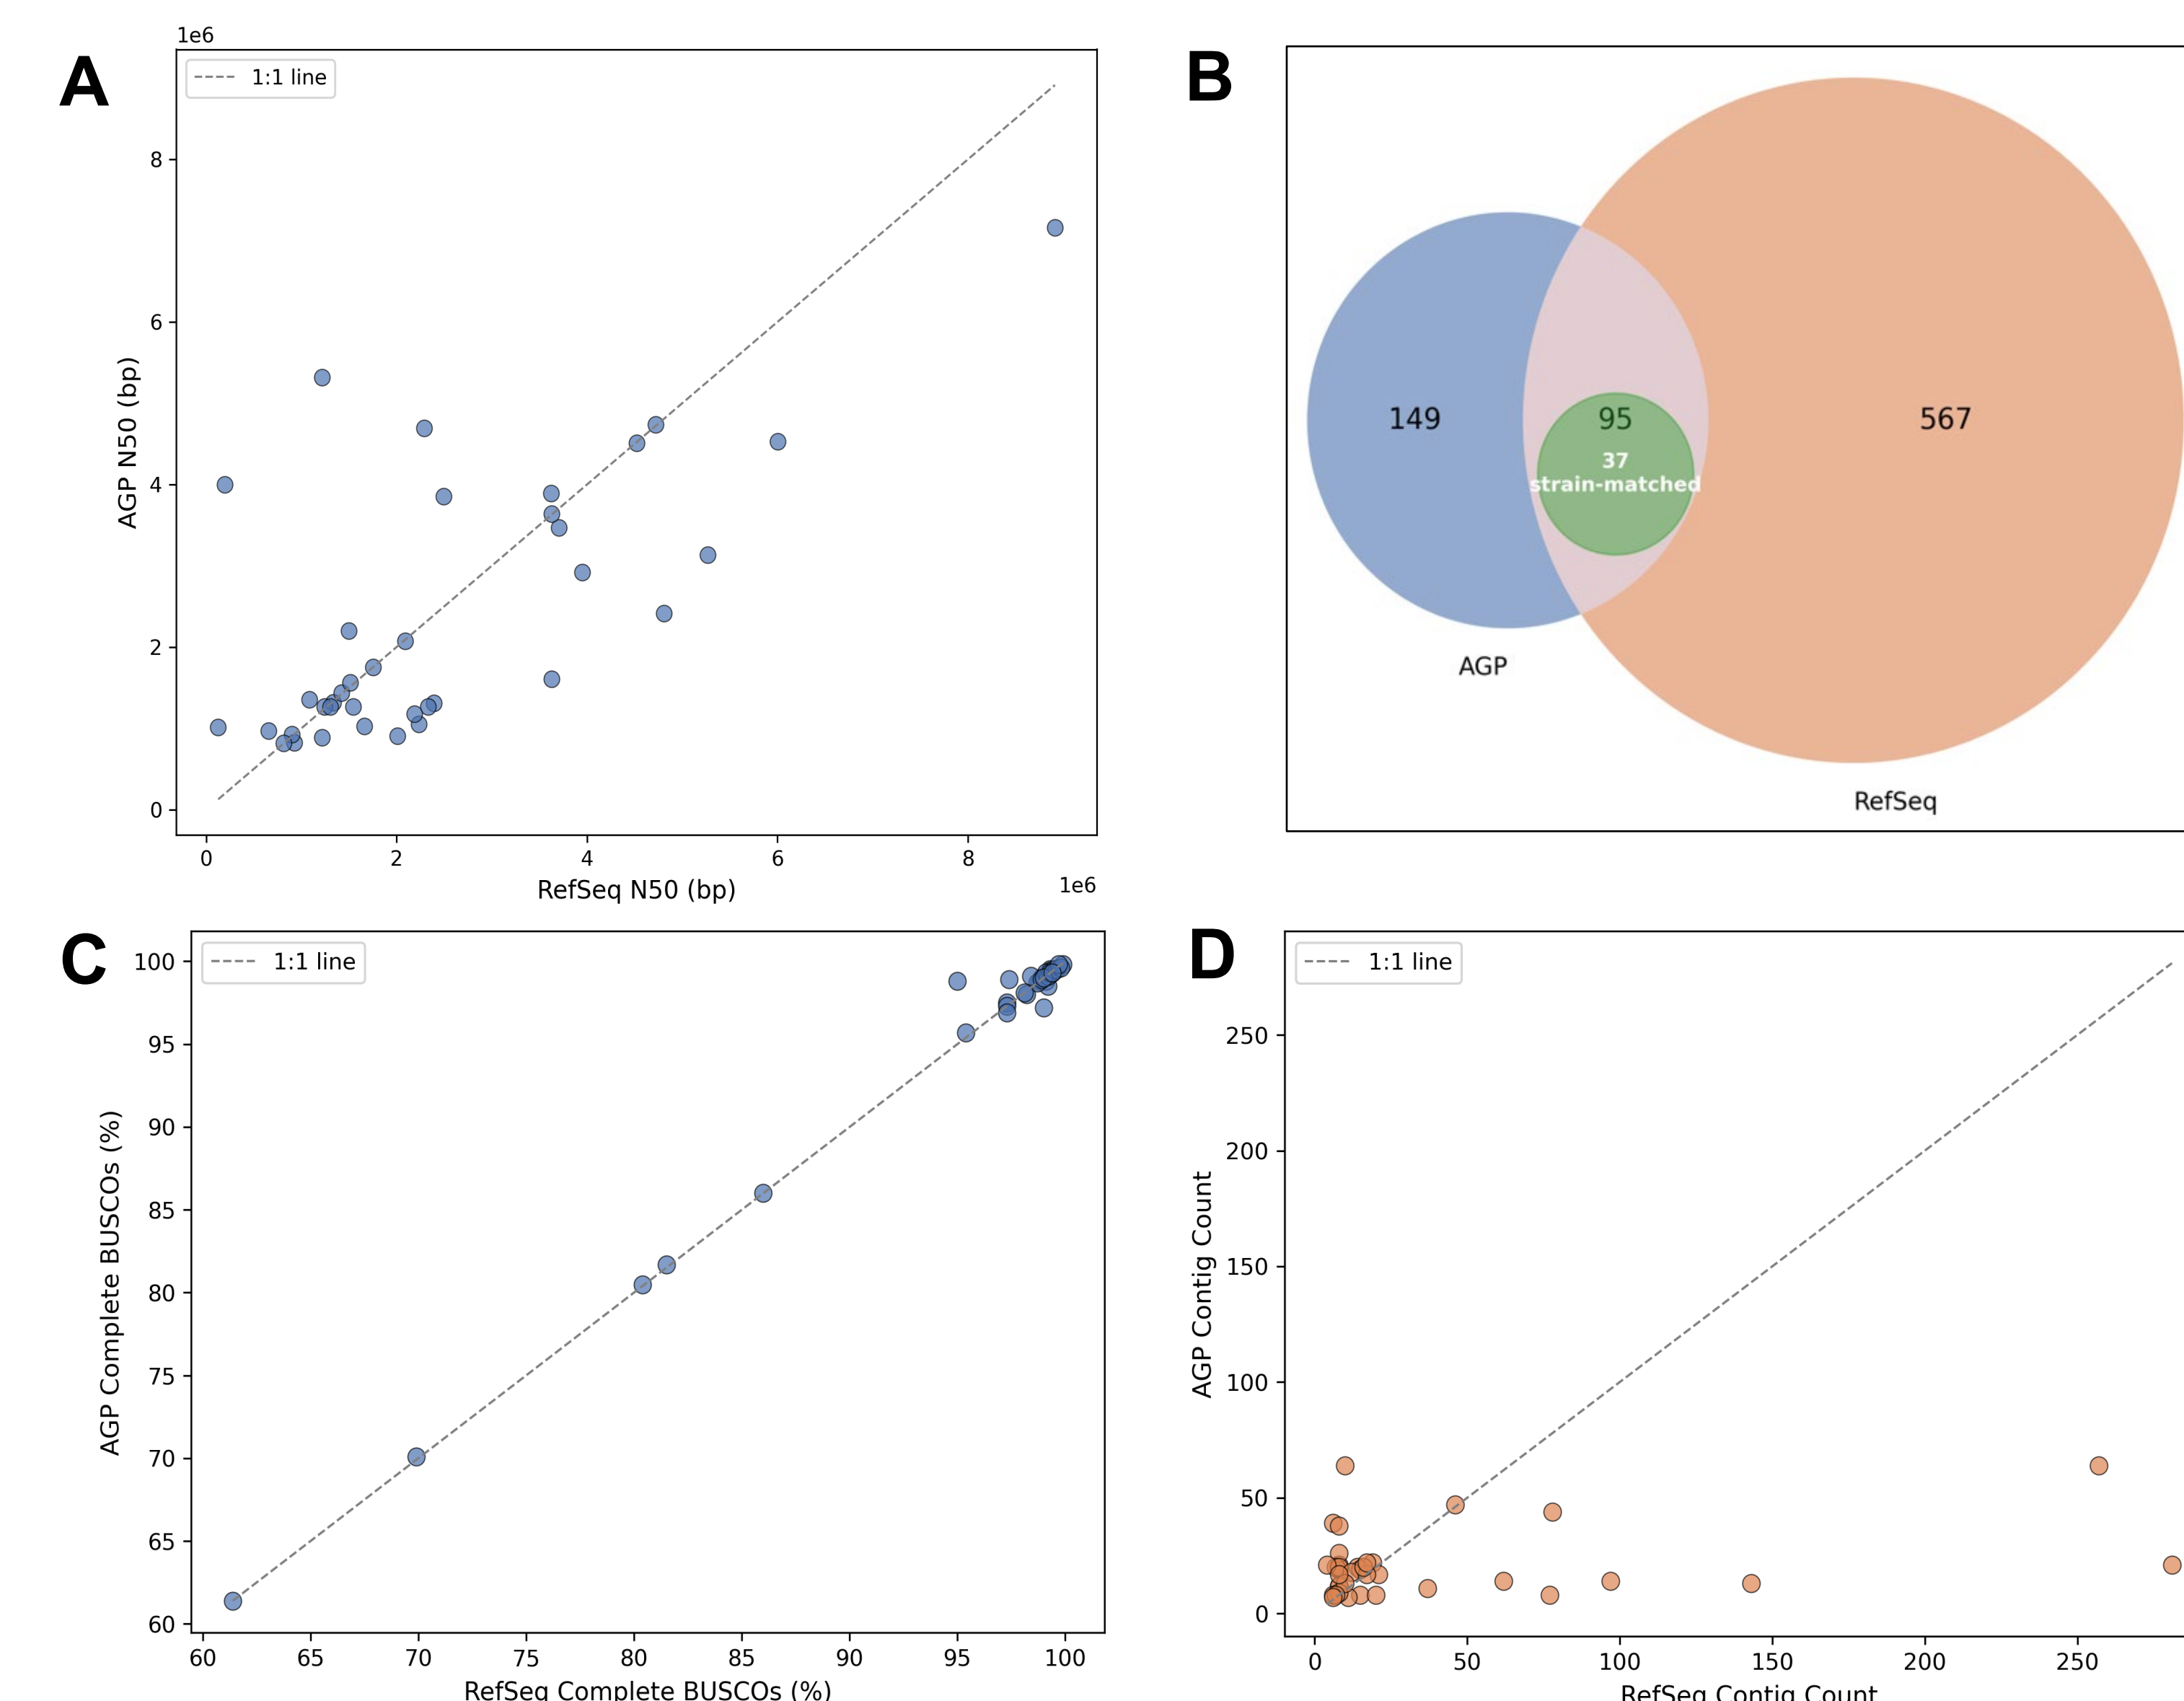 A
1e6
1:1 line
8
6
4
2
0
AGP N50 (bp)
0 2 4 6 8
RefSeq N50 (bp)
1e6
B
149
95
567
37
strain-matched
AGP
RefSeq
C
1:1 line
100
95
90
85
80
75
70
65
60
AGP Complete BUSCOs (%)
60 65 70 75 80 85 90 95 100
RefSeq Complete BUSCOs (%)
D
1:1 line
250
200
150
100
50
0
AGP Contig Count
0 50 100 150 200 250
RefSeq Contig Count